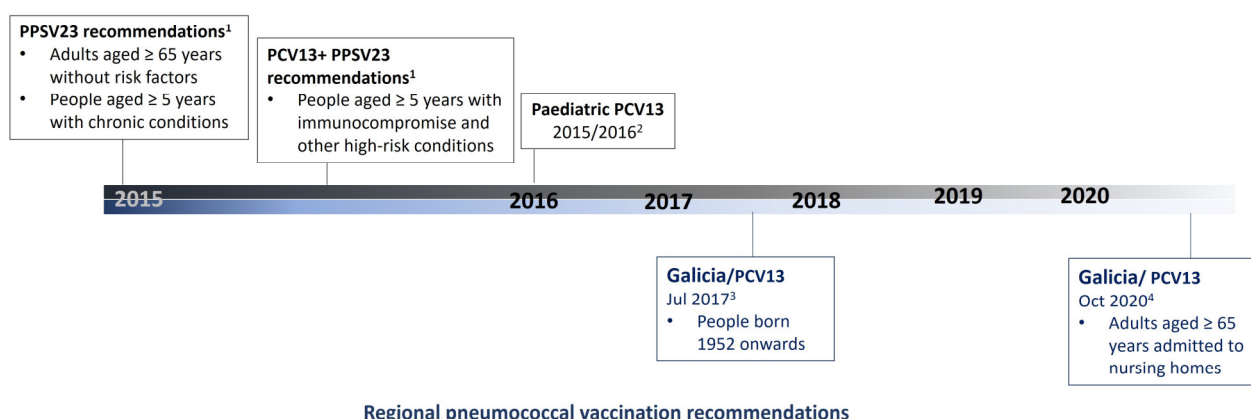 PPSV23 recommendations¹
• Adults aged ≥ 65 years
without risk factors
• People aged ≥ 5 years
with chronic conditions
PCV13+ PPSV23
recommendations¹
• People aged ≥ 5 years with
immunocompromise and
other high-risk conditions
Paediatric PCV13
2015/2016²
2015
2016
2017
2018
2019
2020
Galicia/PCV13
Jul 2017³
• People born
1952 onwards
Galicia/ PCV13
Oct 2020⁴
• Adults aged ≥ 65
years admitted to
nursing homes
Regional pneumococcal vaccination recommendations